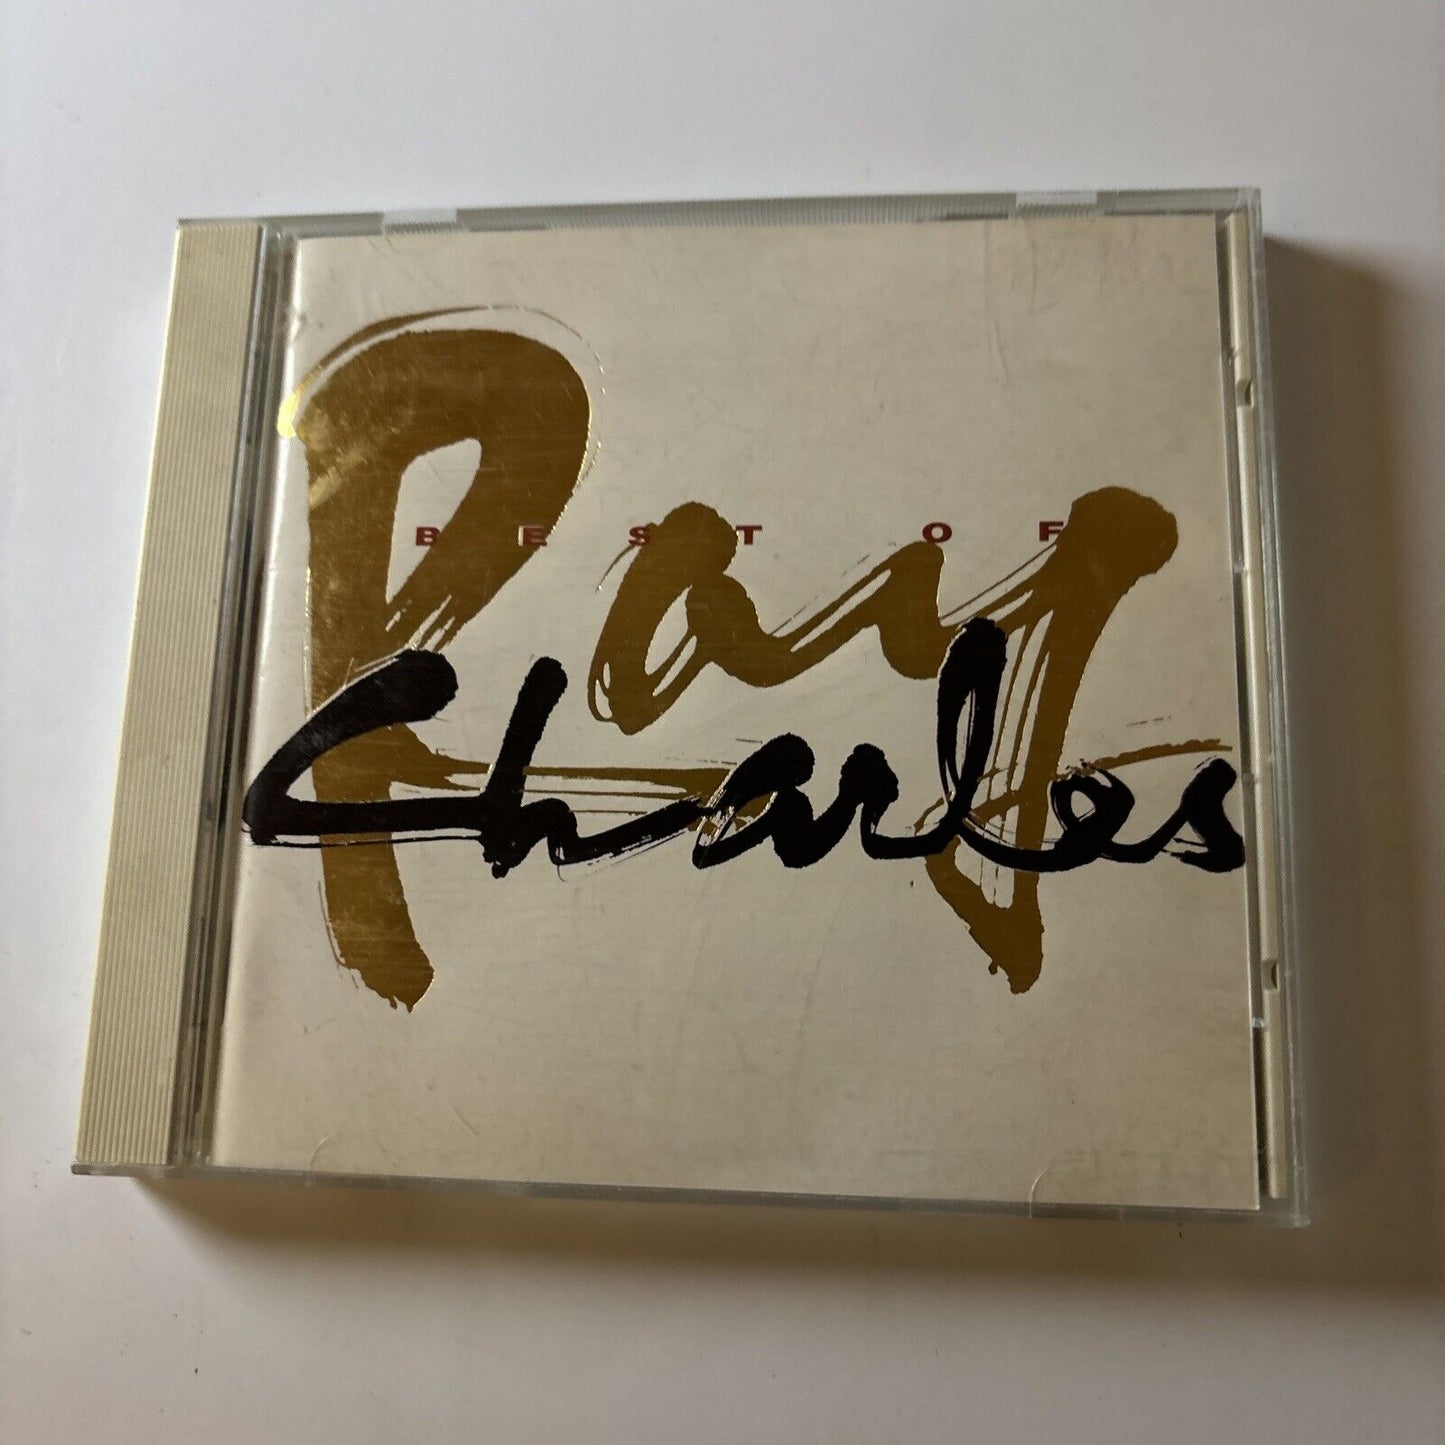 BEST OF
Ray
Charles